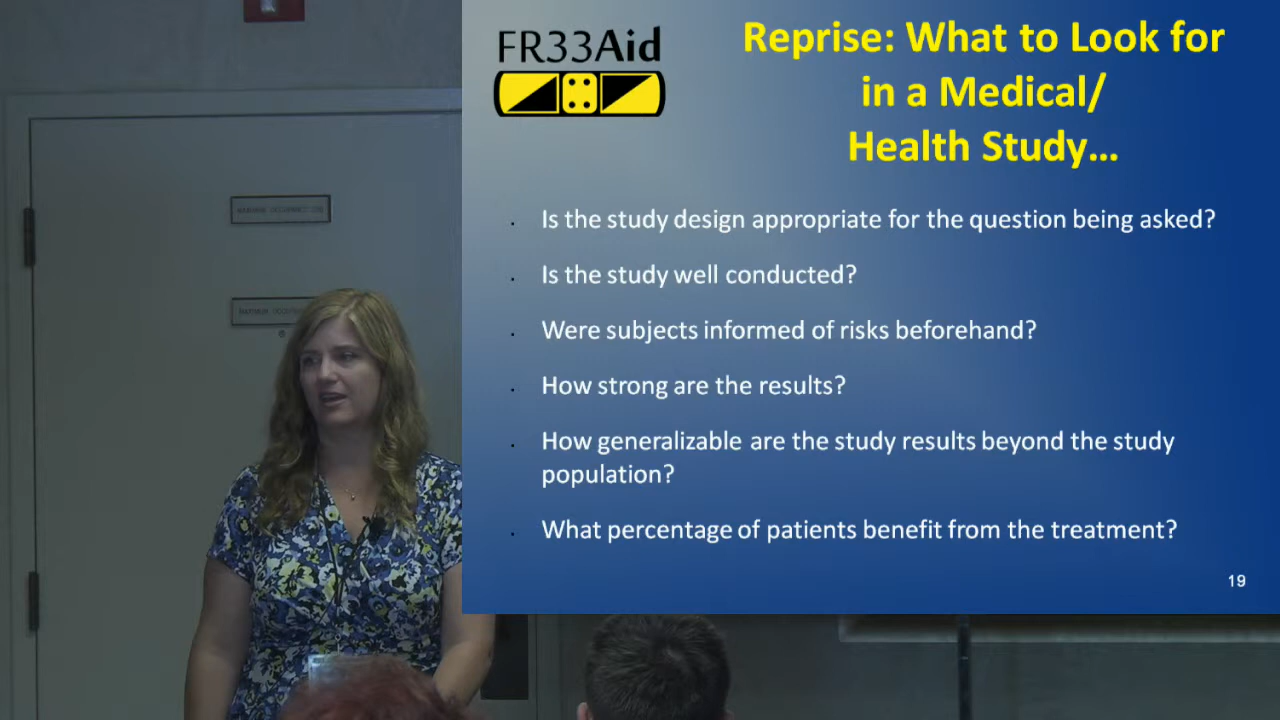 FR33Aid
Reprise: What to Look for
in a Medical/
Health Study...
. Is the study design appropriate for the question being asked?
. Is the study well conducted?
. Were subjects informed of risks beforehand?
. How strong are the results?
. How generalizable are the study results beyond the study
population?
. What percentage of patients benefit from the treatment?
19